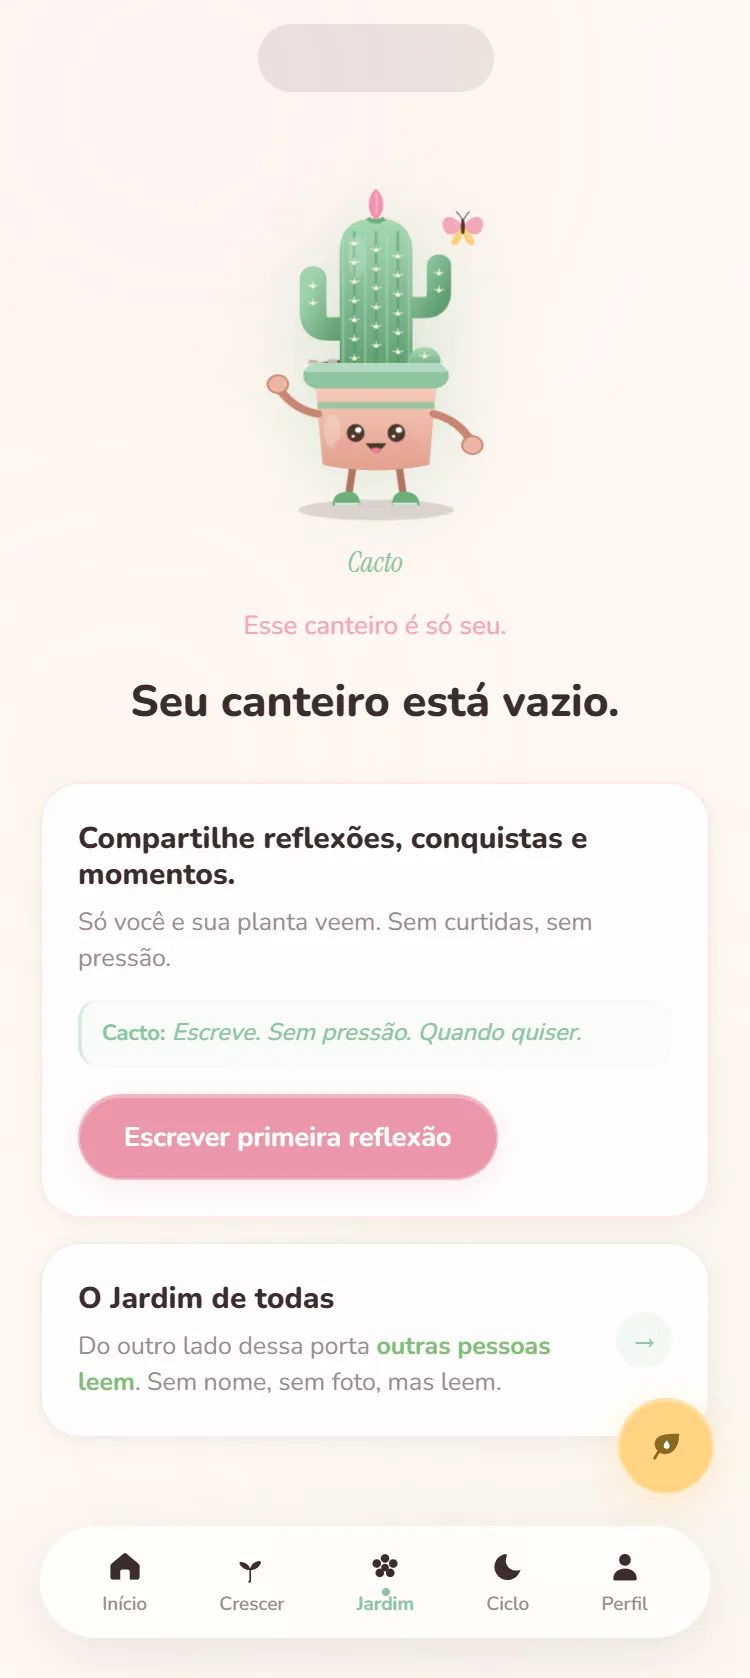 Cacto
Esse canteiro é só seu.
Seu canteiro está vazio.
Compartilhe reflexões, conquistas e
momentos.
Só você e sua planta veem. Sem curtidas, sem
pressão.
Cacto: Escreve. Sem pressão. Quando quiser.
Escrever primeira reflexão
O Jardim de todas
Do outro lado dessa porta outras pessoas
leem. Sem nome, sem foto, mas leem.
→
Início
Crescer
Jardim
Ciclo
Perfil